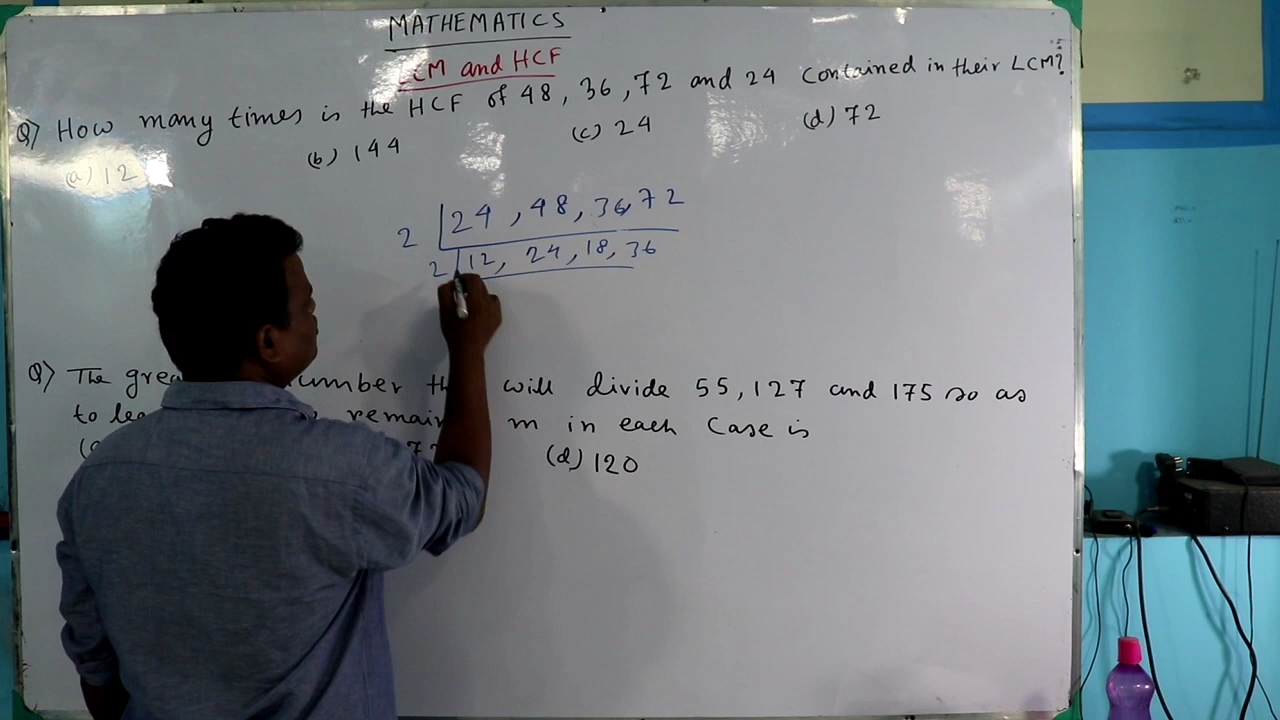 MATHEMATICS
LCM and HCF
Q) How many times is the HCF of 48, 36, 72 and 24 contained in their LCM?
(a) 12 (b) 144 (c) 24 (d) 72
2 24, 48, 36, 72
2 12, 24, 18, 36
Q) The number will divide 55, 127 and 175 so as
to m in each case is
(d) 120